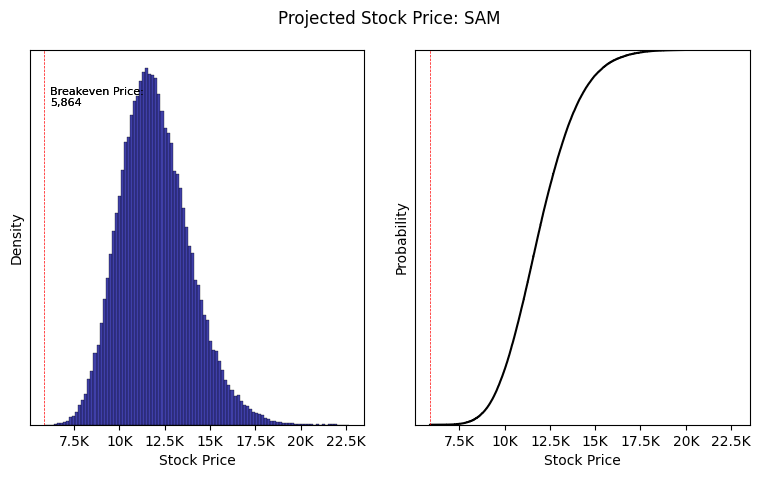 Projected Stock Price: SAM
Breakeven Price:
5,864
Density
7.5K 10K 12.5K 15K 17.5K 20K 22.5K
Stock Price
Probability
7.5K 10K 12.5K 15K 17.5K 20K 22.5K
Stock Price